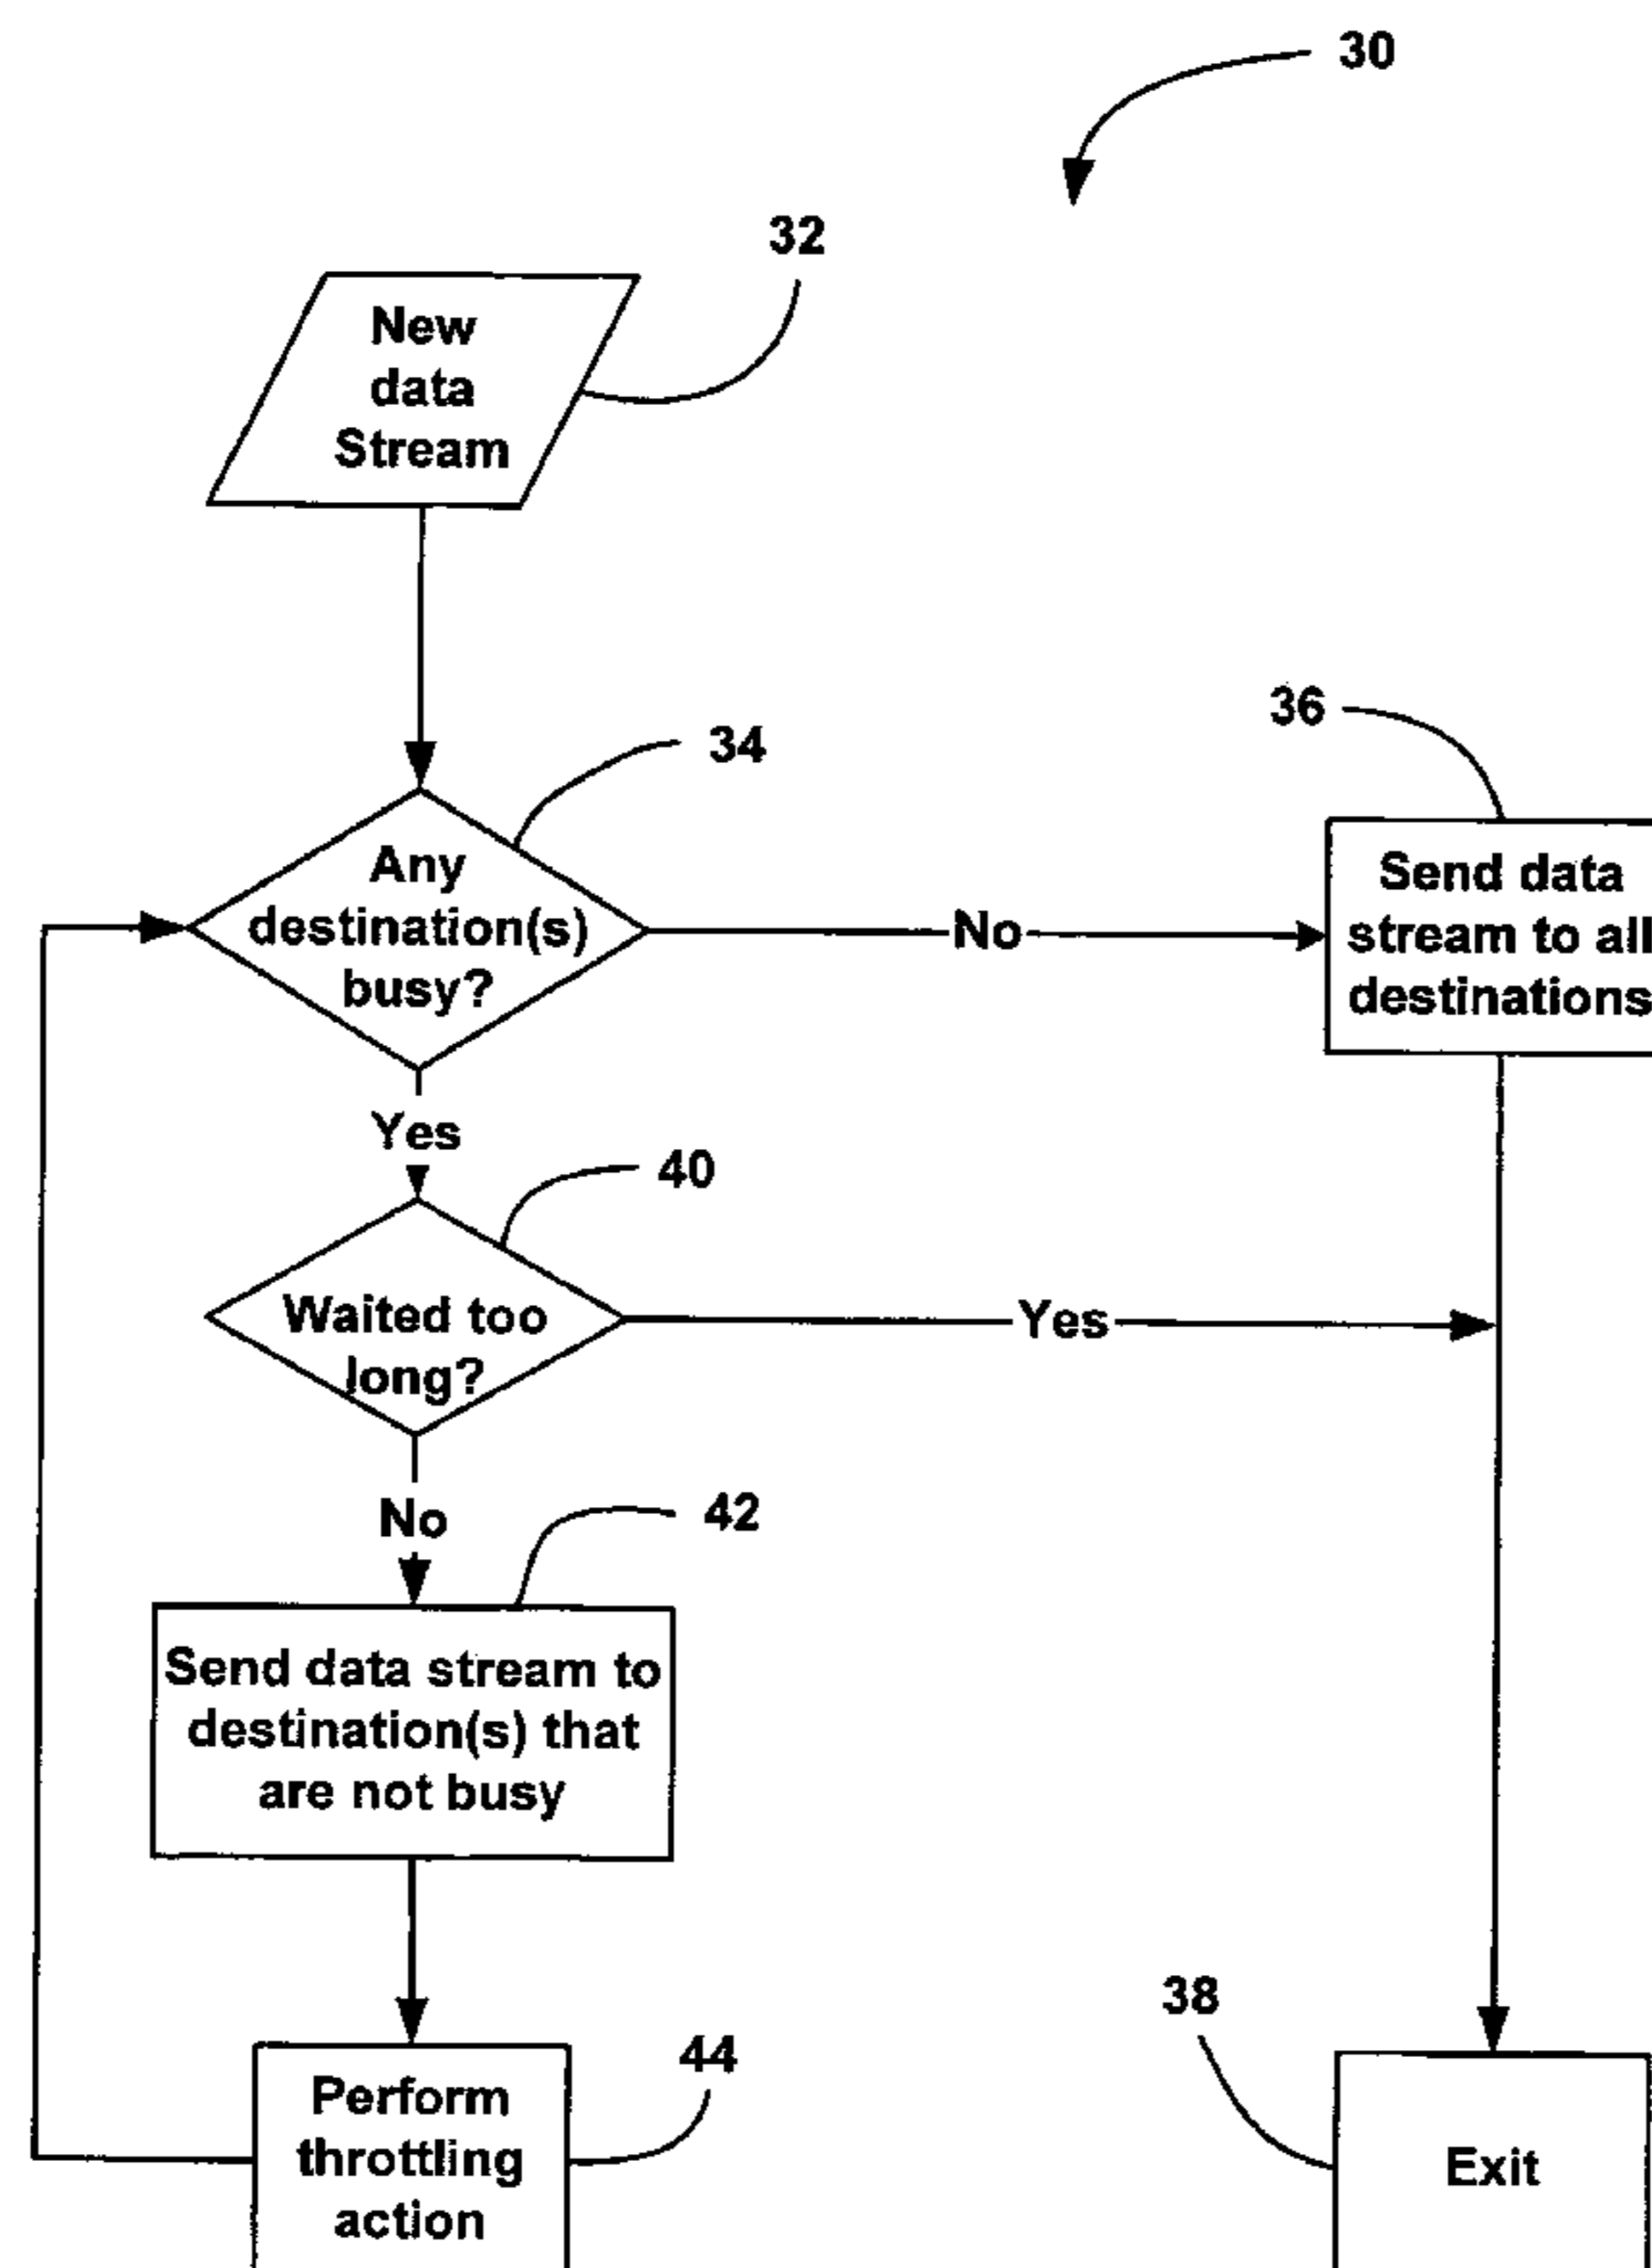 30
32
New
data
Stream
34
36
Any
destination(s)
busy?
No
Send data
stream to all
destinations
Yes
40
Waited too
long?
Yes
No
42
Send data stream to
destination(s) that
are not busy
38
44
Perform
throttling
action
Exit